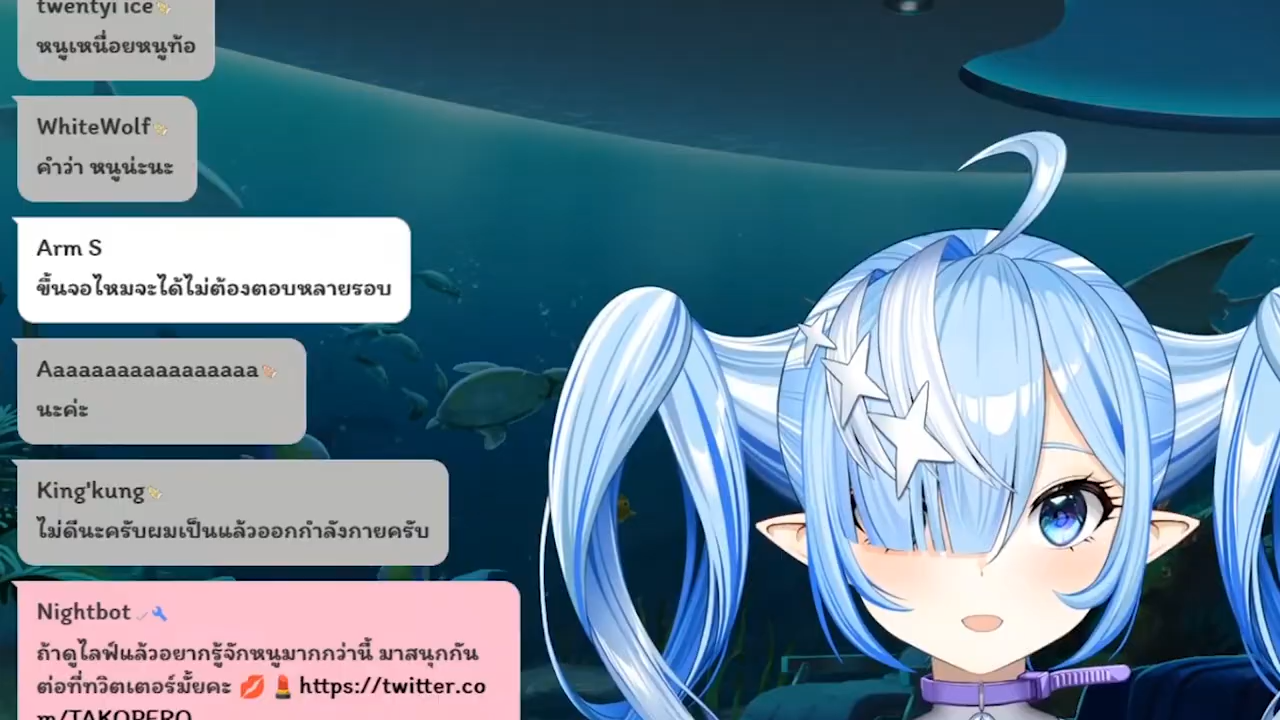 twentyi ice
หนูเหนื่อยหนูท้อ
WhiteWolf
คำว่า หนูน่ะนะ
Arm S
ขึ้นจอไหมจะได้ไม่ต้องตอบหลายรอบ
Aaaaaaaaaaaaaaaaa
นะค่ะ
King'kung
ไม่ดีนะครับผมเป็นแล้วออกกำลังกายครับ
Nightbot
ถ้าดูไลฟ์แล้วอยากรู้จักหนูมากกว่านี้ มาสนุกกัน
ต่อที่ทวิตเตอร์มั้ยคะ 💋💄 https://twitter.co
m/TAKOPERO